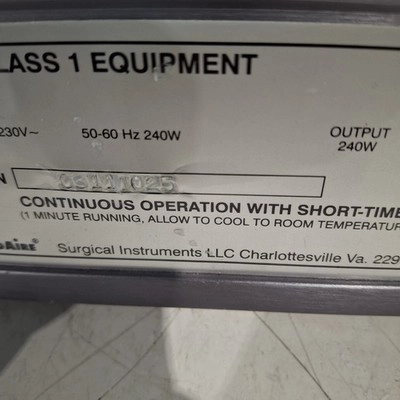 LASS 1 EQUIPMENT
230V~ 50-60 Hz 240W OUTPUT
240W
N
CONTINUOUS OPERATION WITH SHORT-TIME
(1 MINUTE RUNNING, ALLOW TO COOL TO ROOM TEMPERATUR
AIRE® Surgical Instruments LLC Charlottesville Va. 229